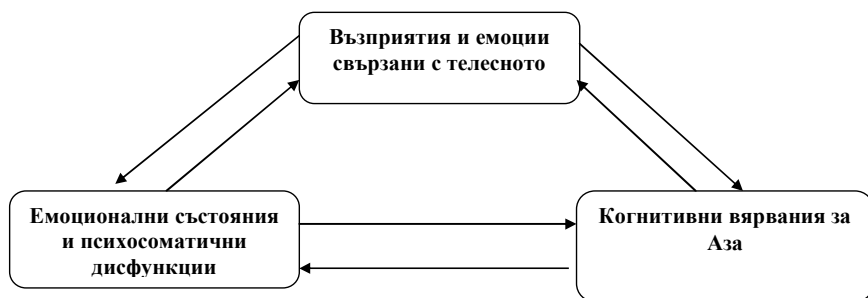 Възприятия и емоции
свързани с телесното
Емоционални състояния
и психосоматични
дисфункции
Когнитивни вярвания за
Аза